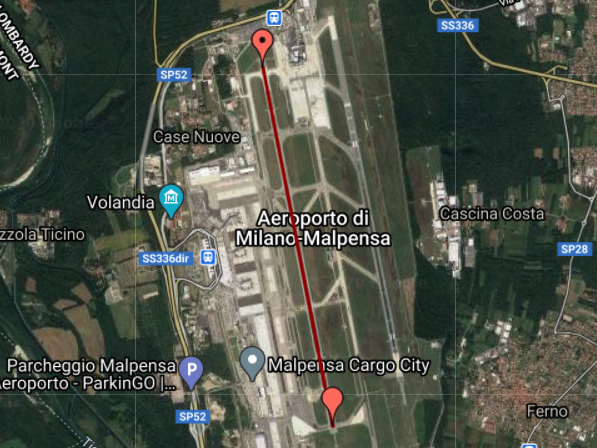 LOMBARDY
MONT
SS336
SP52
Case Nuove
Volandia
Aeroporto di
Milano-Malpensa
Cascina Costa
zzola Ticino
SS336dir
SP28
Parcheggio Malpensa
Aeroporto - ParkinGO |...
P
Malpensa Cargo City
SP52
Ferno